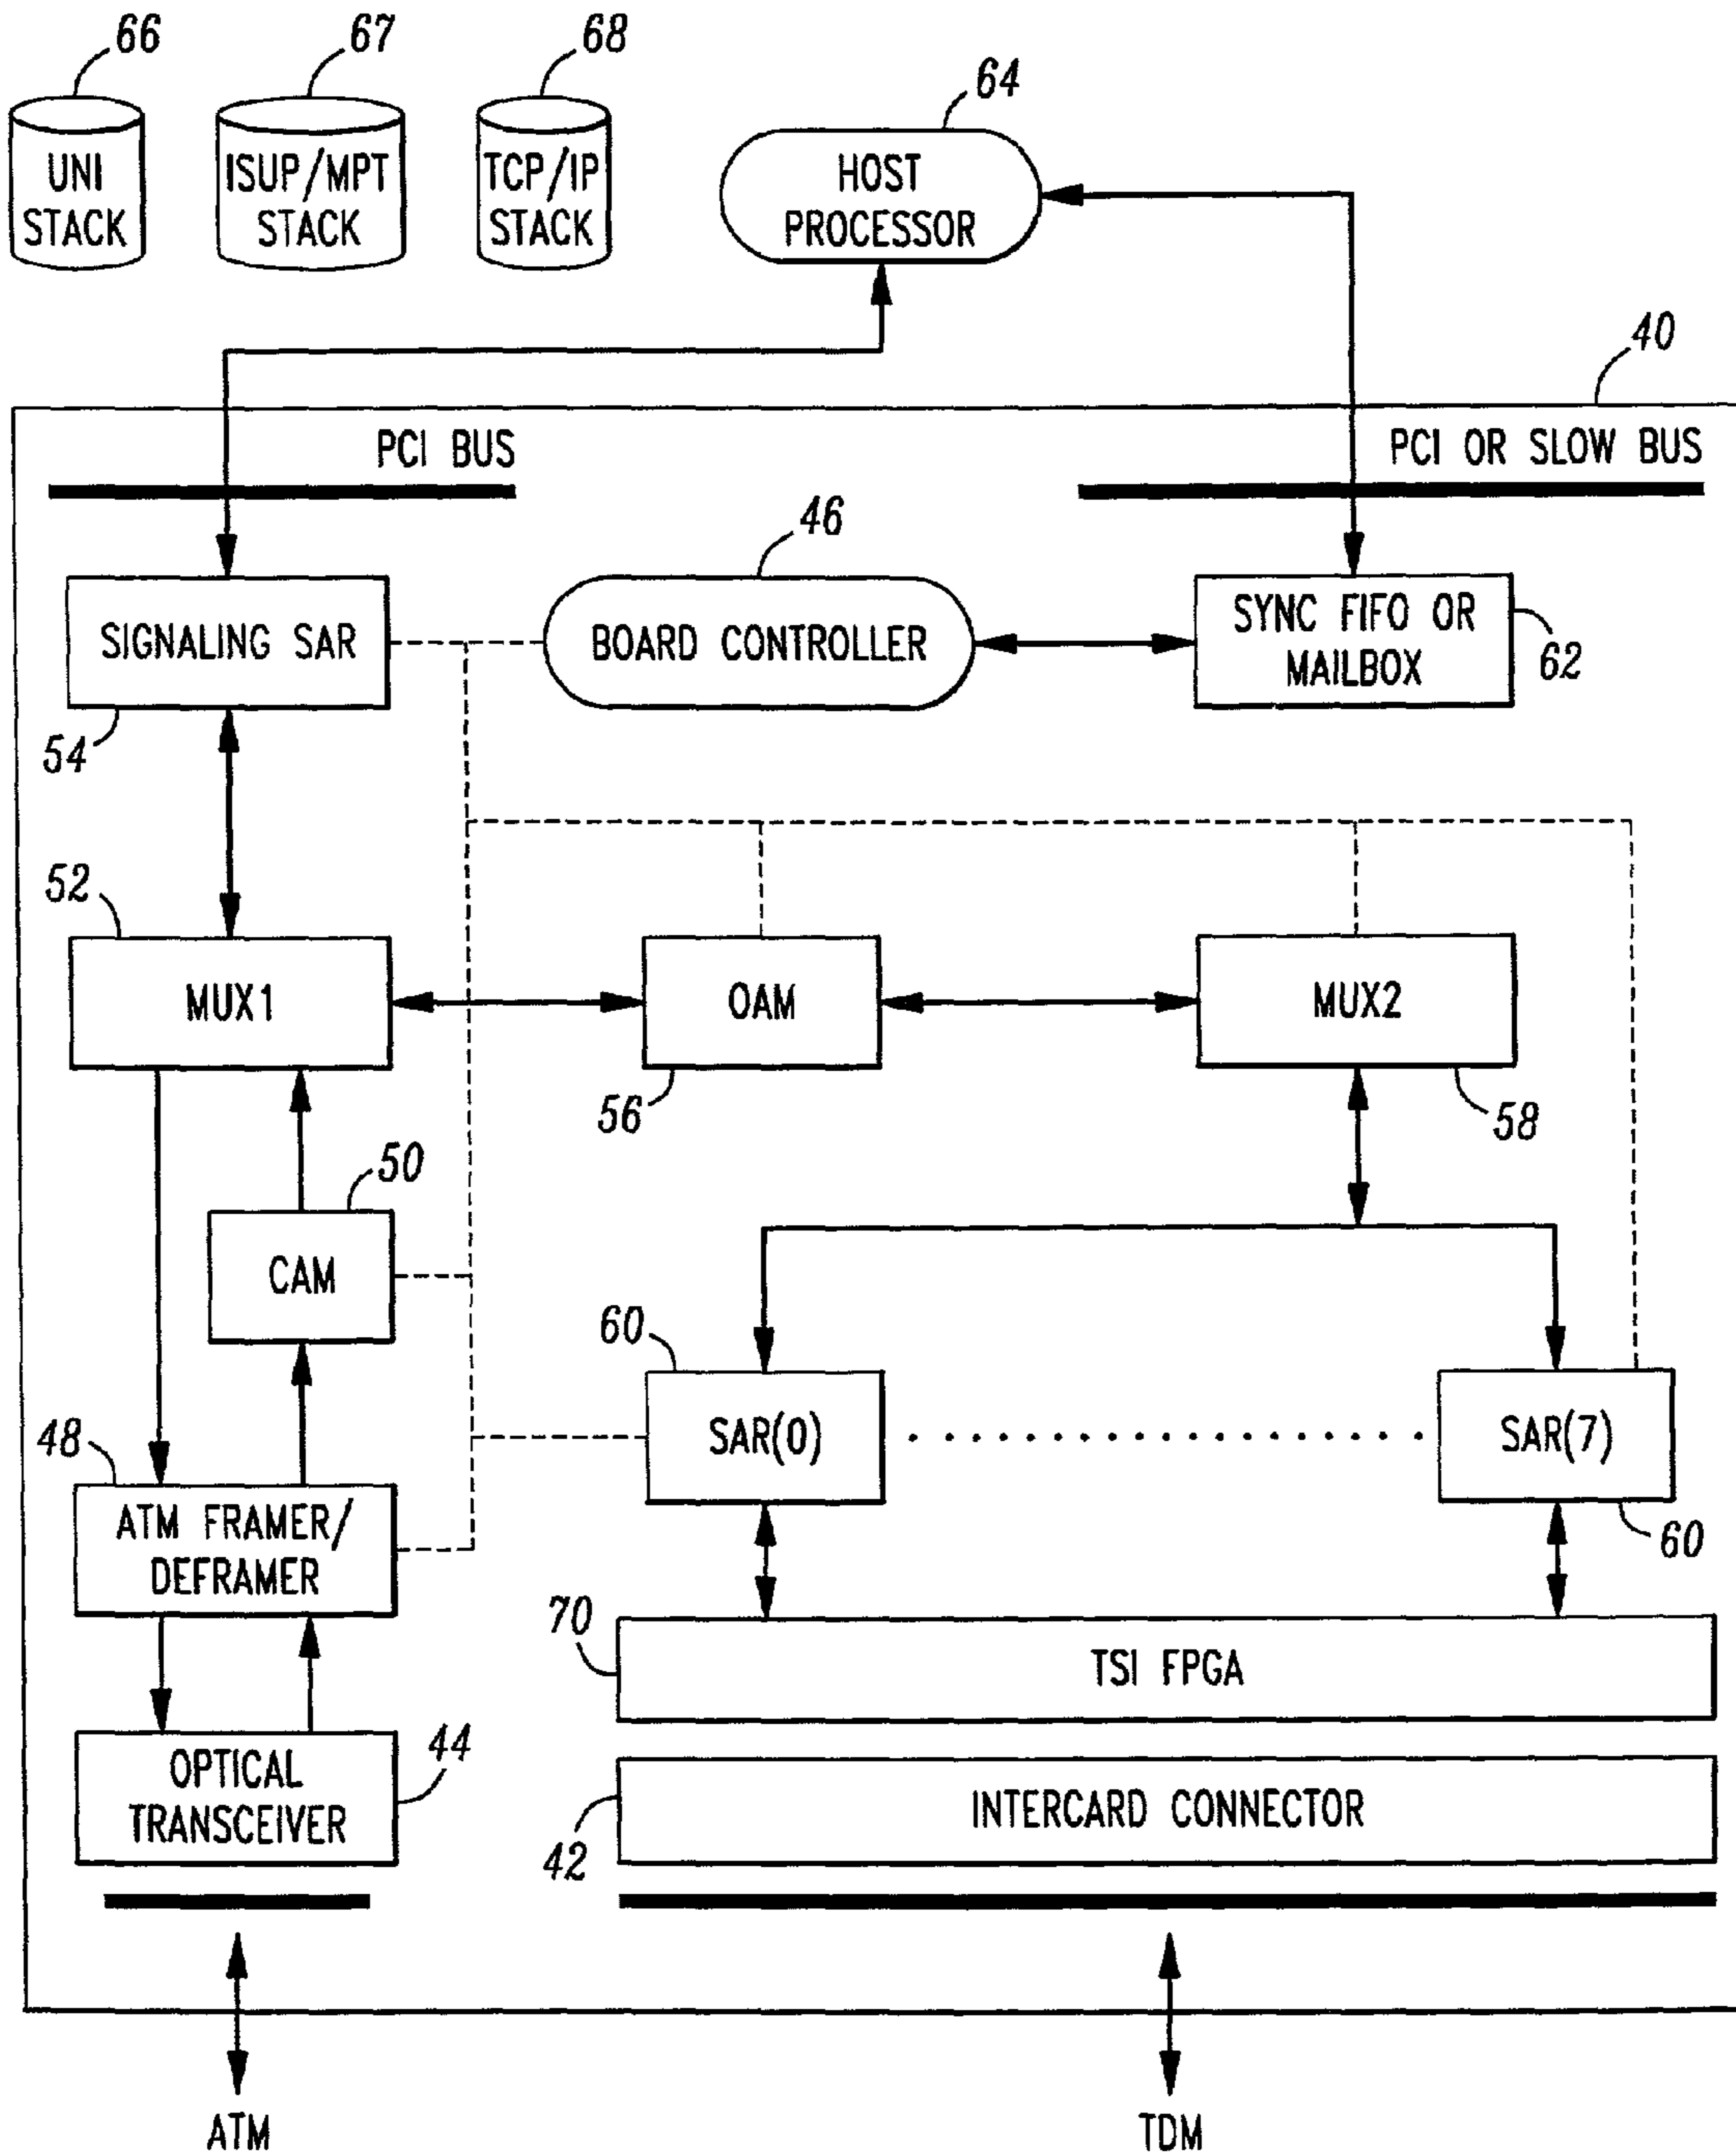 66
67
68
64
UNI
STACK
ISUP/MPT
STACK
TCP/IP
STACK
HOST
PROCESSOR
40
PCI BUS
PCI OR SLOW BUS
46
SIGNALING SAR
BOARD CONTROLLER
SYNC FIFO OR
MAILBOX
62
54
52
MUX1
OAM
MUX2
56
58
50
CAM
60
48
SAR(0)
SAR(7)
ATM FRAMER/
DEFRAMER
60
70
TSI FPGA
44
OPTICAL
TRANSCEIVER
INTERCARD CONNECTOR
42
ATM
TDM